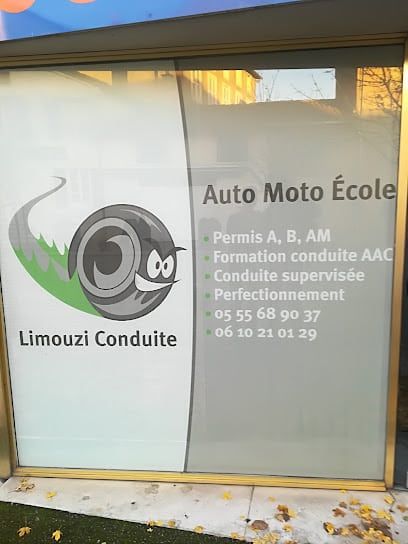 Limouzi Conduite
Auto Moto École
• Permis A, B, AM
• Formation conduite AAC
• Conduite supervisée
• Perfectionnement
• 05 55 68 90 37
• 06 10 21 01 29